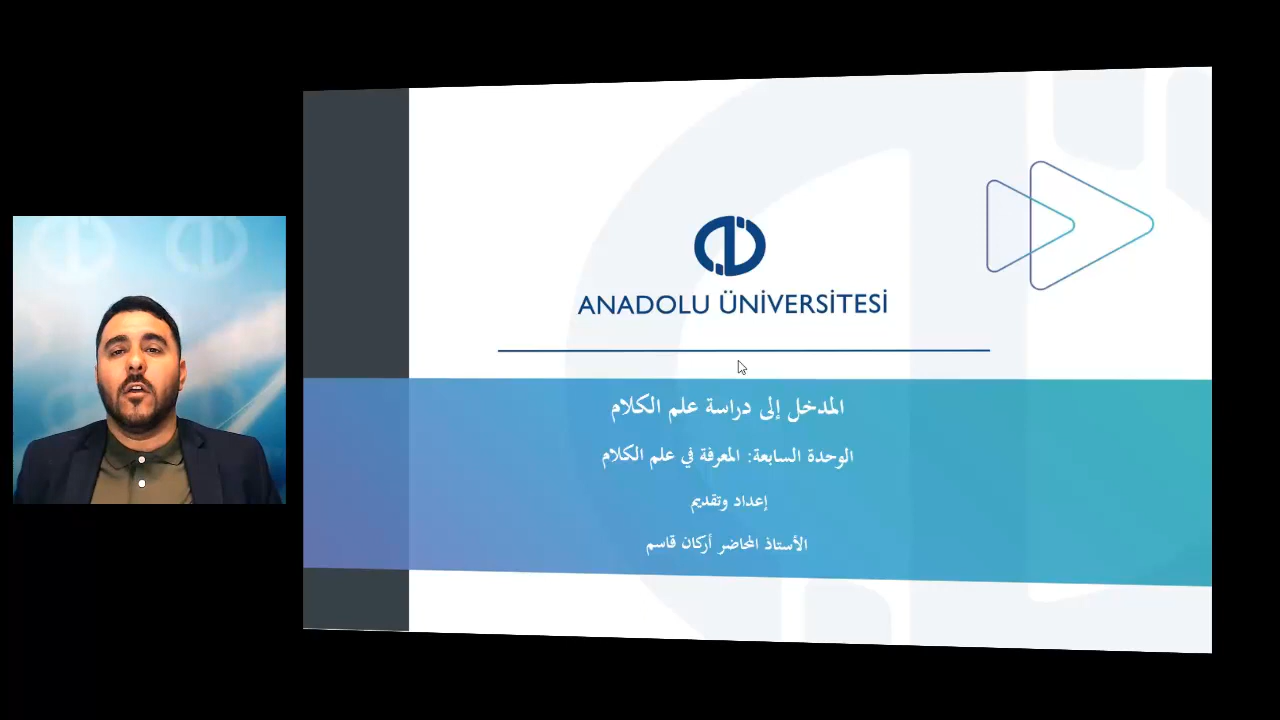 ANADOLU ÜNİVERSİTESİ
المدخل إلى دراسة علم الكلام
الوحدة السابعة: المعرفة في علم الكلام
إعداد وتقديم
الأستاذ المحاضر أركان قاسم